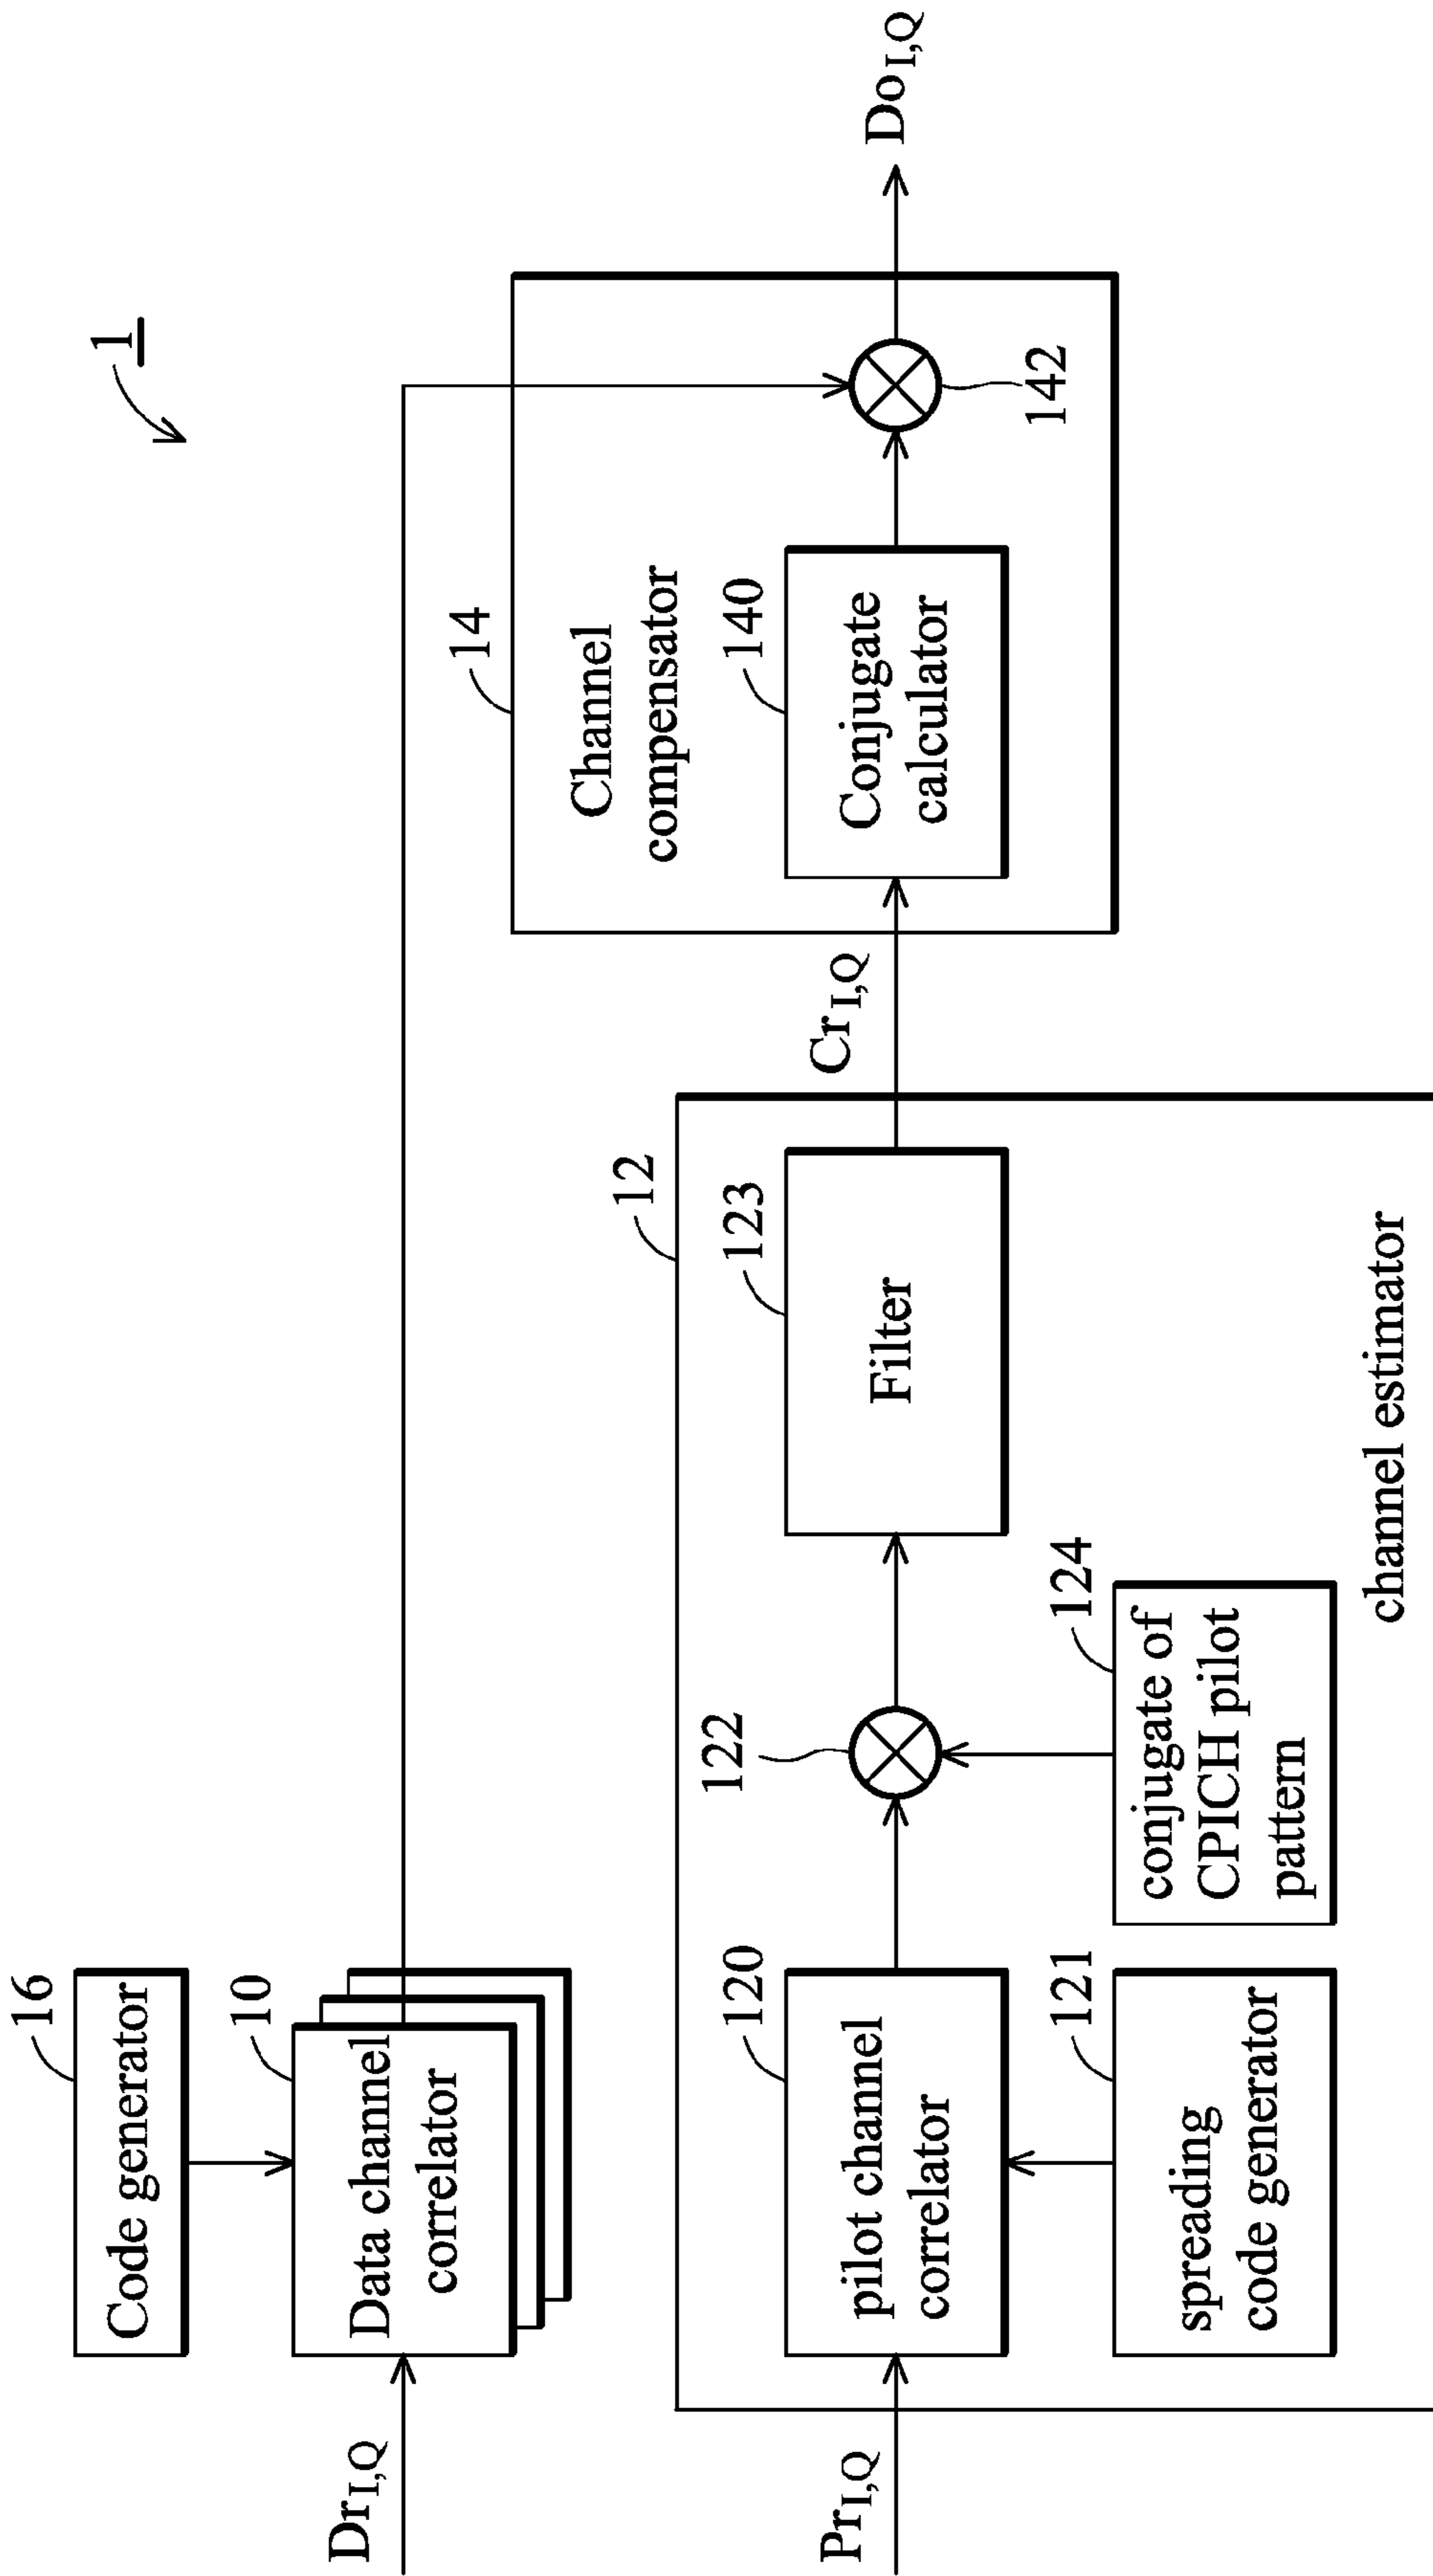 1
16
Code generator
10
Data channel
correlator
Dr I,Q
14
Channel
compensator
140
Conjugate
calculator
142
Do I,Q
12
Pr I,Q
120
pilot channel
correlator
121
spreading
code generator
122
124
conjugate of
CPICH pilot
pattern
123
Filter
Cr I,Q
channel estimator